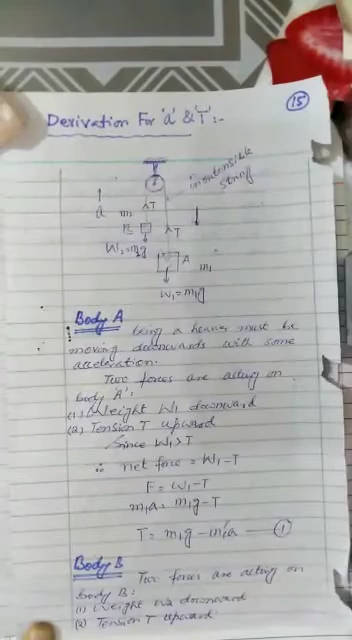 15
Derivation For 'a' & 'T':-
inextensible
string
a
m2
T
B
T
W2=m2g
A
m1
W1=m1g
Body A
being a heavier must be
moving downwards with some
acceleration.
Two forces are acting on
body 'A':
(1) Weight W1 downward
(2) Tension T upward
Since W1>T
∴ net force = W1-T
F = W1-T
m1a = m1g-T
T = m1g-m1a — 1
Body B
Two forces are acting on
body B:
(1) Weight W2 downward
(2) Tension T upward